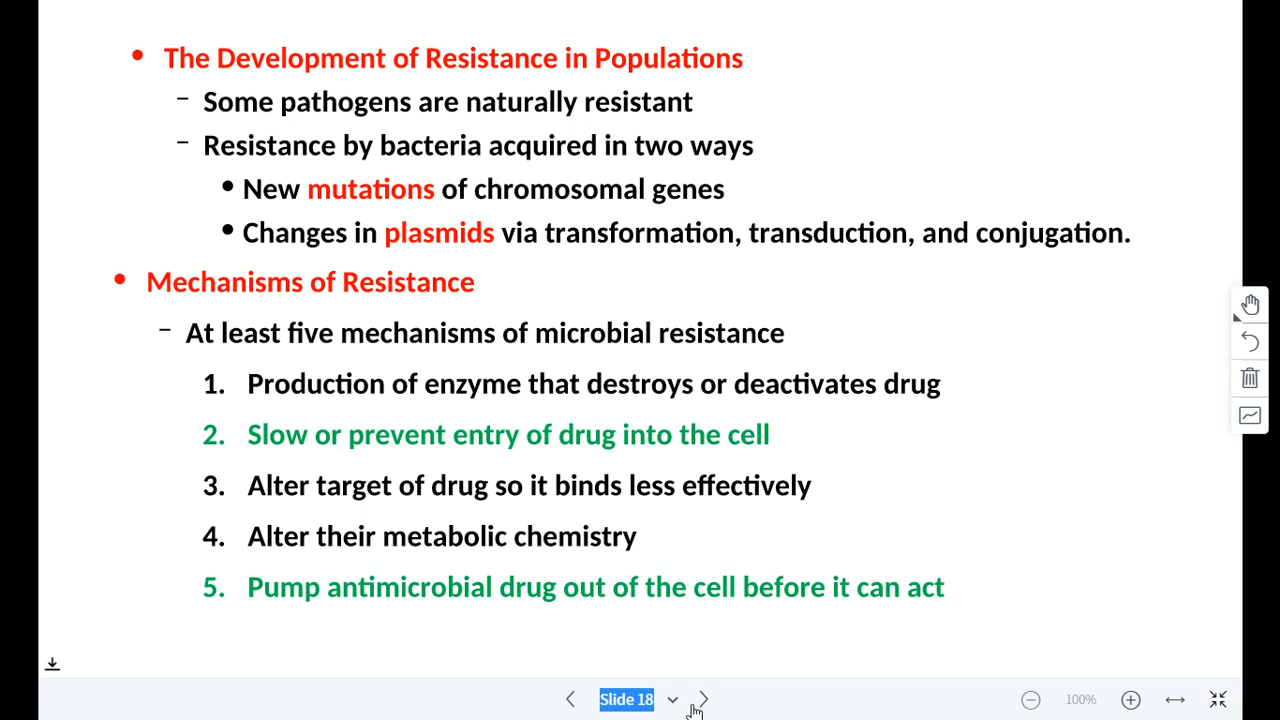 • The Development of Resistance in Populations
– Some pathogens are naturally resistant
– Resistance by bacteria acquired in two ways
• New mutations of chromosomal genes
• Changes in plasmids via transformation, transduction, and conjugation.
• Mechanisms of Resistance
– At least five mechanisms of microbial resistance
1. Production of enzyme that destroys or deactivates drug
2. Slow or prevent entry of drug into the cell
3. Alter target of drug so it binds less effectively
4. Alter their metabolic chemistry
5. Pump antimicrobial drug out of the cell before it can act
Slide 18
100%